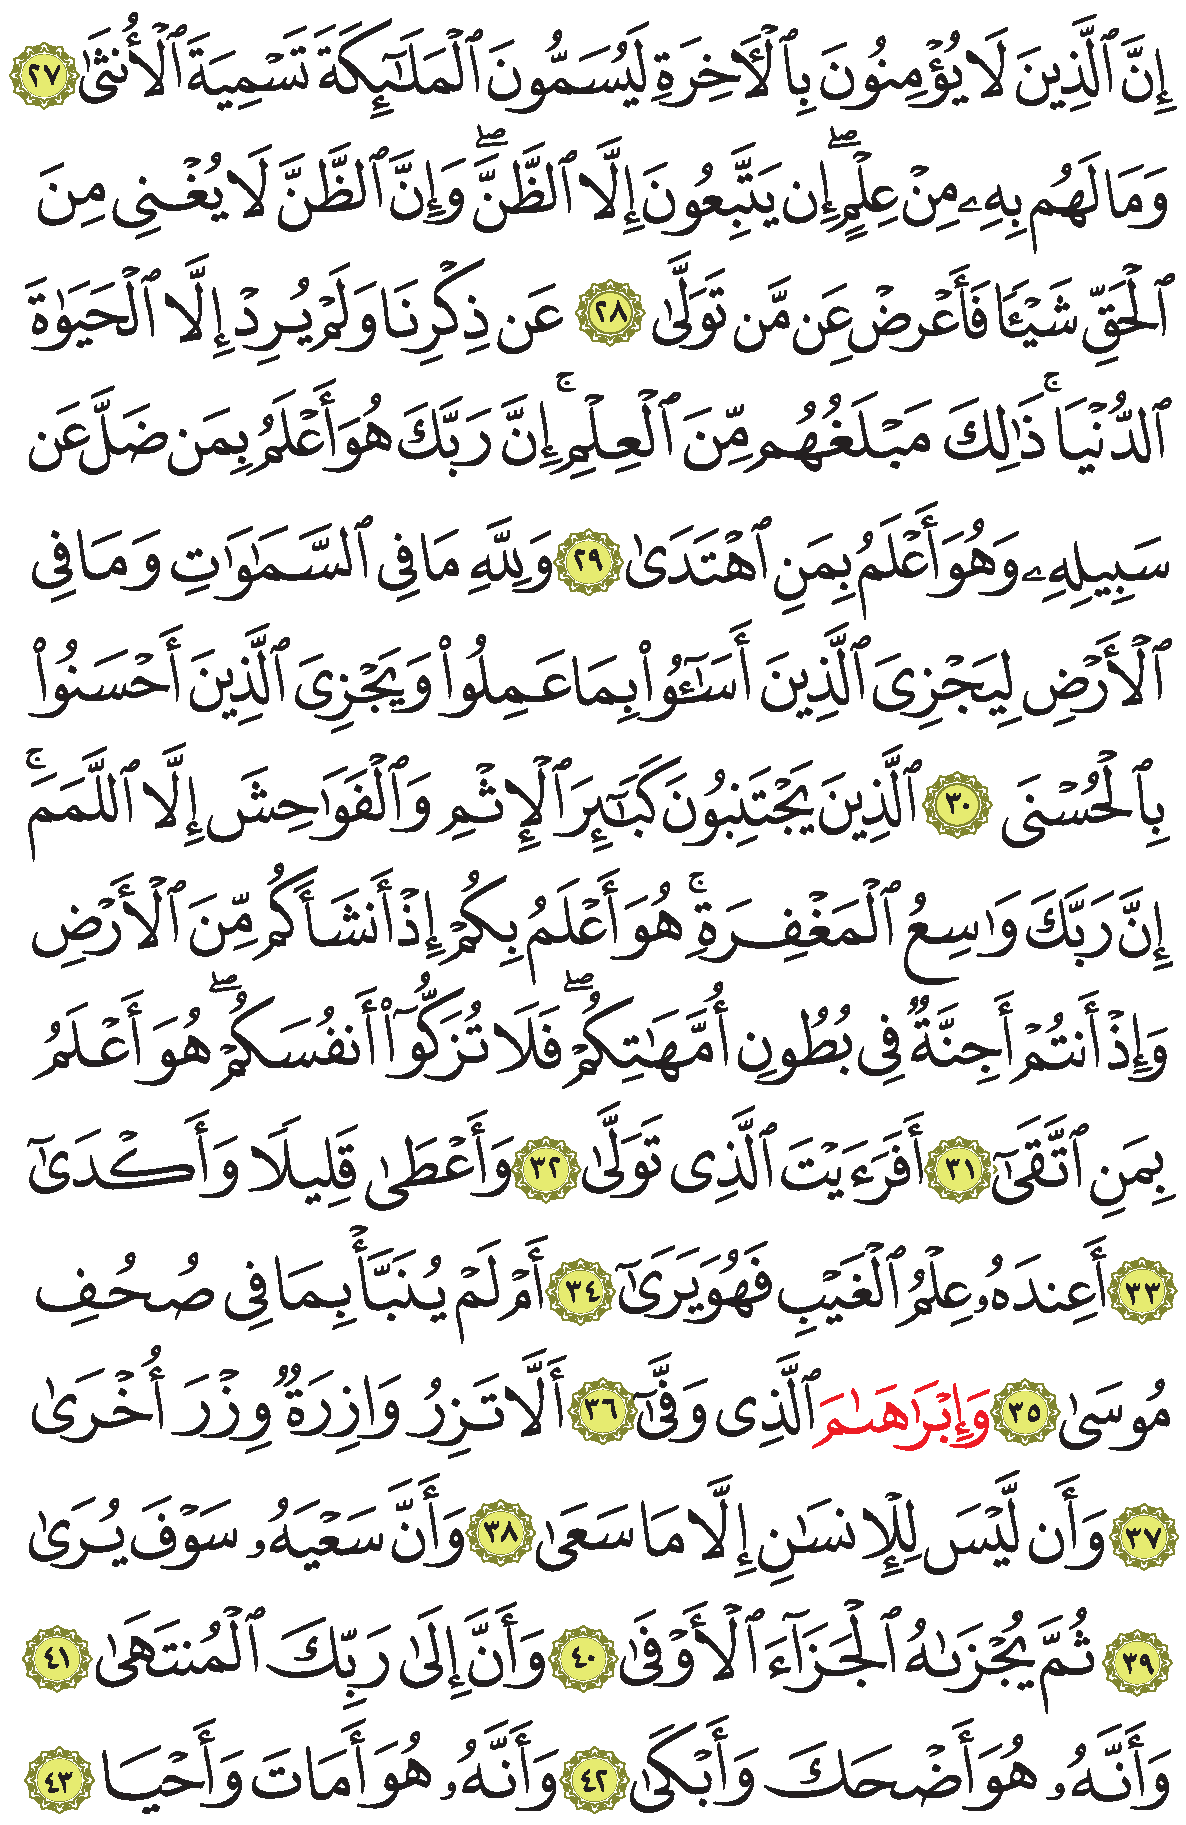 إِنَّ ٱلَّذِينَ لَا يُؤْمِنُونَ بِٱلْأَخِرَةِ لَيُسَمُّونَ ٱلْمَلَـٰٓئِكَةَ تَسْمِيَةَ ٱلْأُنثَىٰ ٢٧
وَمَا لَهُم بِهِۦ مِنْ عِلْمٍ ۖ إِن يَتَّبِعُونَ إِلَّا ٱلظَّنَّ ۖ وَإِنَّ ٱلظَّنَّ لَا يُغْنِى مِنَ
ٱلْحَقِّ شَيْـًٔا فَأَعْرِضْ عَن مَّن تَوَلَّىٰ ٢٨ عَن ذِكْرِنَا وَلَمْ يُرِدْ إِلَّا ٱلْحَيَوٰةَ
ٱلدُّنْيَا ۚ ذَٰلِكَ مَبْلَغُهُم مِّنَ ٱلْعِلْمِ ۚ إِنَّ رَبَّكَ هُوَ أَعْلَمُ بِمَن ضَلَّ عَن
سَبِيلِهِۦ وَهُوَ أَعْلَمُ بِمَنِ ٱهْتَدَىٰ ٢٩ وَلِلَّهِ مَا فِى ٱلسَّمَـٰوَٰتِ وَمَا فِى
ٱلْأَرْضِ لِيَجْزِىَ ٱلَّذِينَ أَسَـٰٓـُٔوا۟ بِمَا عَمِلُوا۟ وَيَجْزِىَ ٱلَّذِينَ أَحْسَنُوا۟
بِٱلْحُسْنَى ٣٠ ٱلَّذِينَ يَجْتَنِبُونَ كَبَـٰٓئِرَ ٱلْإِثْمِ وَٱلْفَوَٰحِشَ إِلَّا ٱللَّمَمَ ۚ
إِنَّ رَبَّكَ وَٰسِعُ ٱلْمَغْفِرَةِ ۚ هُوَ أَعْلَمُ بِكُمْ إِذْ أَنشَأَكُم مِّنَ ٱلْأَرْضِ
وَإِذْ أَنتُمْ أَجِنَّةٌ فِى بُطُونِ أُمَّهَـٰتِكُمْ ۖ فَلَا تُزَكُّوٓا۟ أَنفُسَكُمْ ۖ هُوَ أَعْلَمُ
بِمَنِ ٱتَّقَىٰٓ ٣١ أَفَرَءَيْتَ ٱلَّذِى تَوَلَّىٰ ٣٢ وَأَعْطَىٰ قَلِيلًا وَأَكْدَىٰٓ
٣٣ أَعِندَهُۥ عِلْمُ ٱلْغَيْبِ فَهُوَ يَرَىٰٓ ٣٤ أَمْ لَمْ يُنَبَّأْ بِمَا فِى صُحُفِ
مُوسَىٰ ٣٥ وَإِبْرَٰهَـٰمَ ٱلَّذِى وَفَّىٰٓ ٣٦ أَلَّا تَزِرُ وَازِرَةٌ وِزْرَ أُخْرَىٰ
٣٧ وَأَن لَّيْسَ لِلْإِنسَـٰنِ إِلَّا مَا سَعَىٰ ٣٨ وَأَنَّ سَعْيَهُۥ سَوْفَ يُرَىٰ
٣٩ ثُمَّ يُجْزَىٰهُ ٱلْجَزَآءَ ٱلْأَوْفَىٰ ٤٠ وَأَنَّ إِلَىٰ رَبِّكَ ٱلْمُنتَهَىٰ ٤١
وَأَنَّهُۥ هُوَ أَضْحَكَ وَأَبْكَىٰ ٤٢ وَأَنَّهُۥ هُوَ أَمَاتَ وَأَحْيَا ٤٣